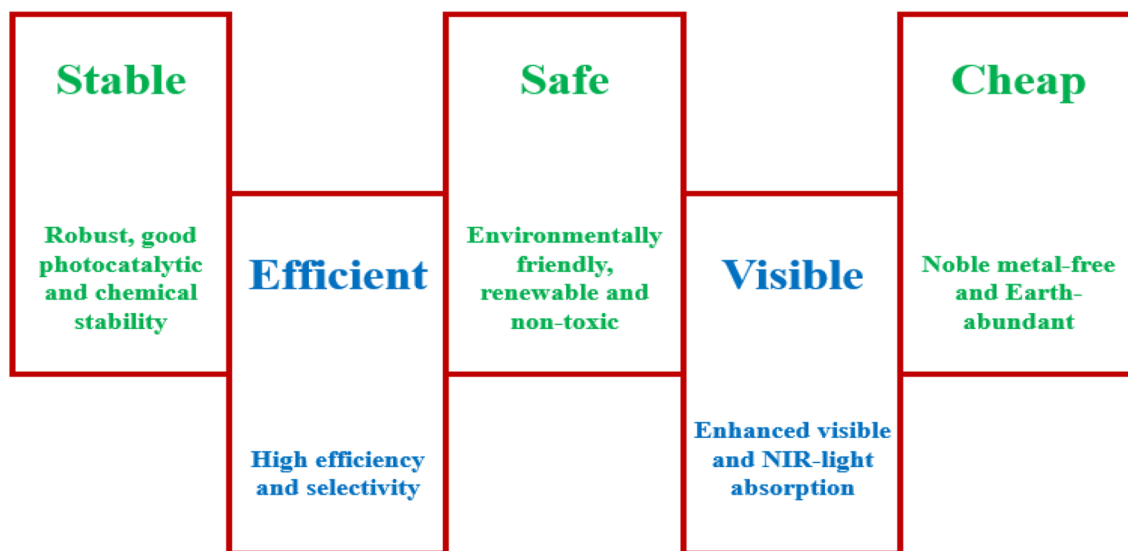 Stable
Robust, good
photocatalytic
and chemical
stability
Efficient
High efficiency
and selectivity
Safe
Environmentally
friendly,
renewable and
non-toxic
Visible
Enhanced visible
and NIR-light
absorption
Cheap
Noble metal-free
and Earth-
abundant